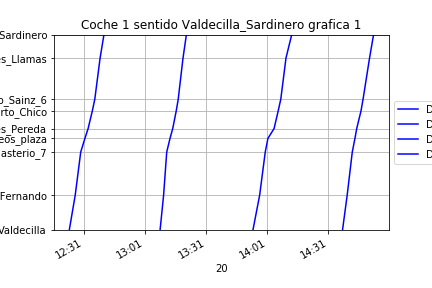 Coche 1 sentido Valdecilla_Sardinero grafica 1
Sardinero
es_Llamas
o_Sainz_6
rto_Chico
es_Pereda
eos_plaza
asterio_7
Fernando
Valdecilla
12:31
13:01
13:31
14:01
14:31
20
D
D
D
D